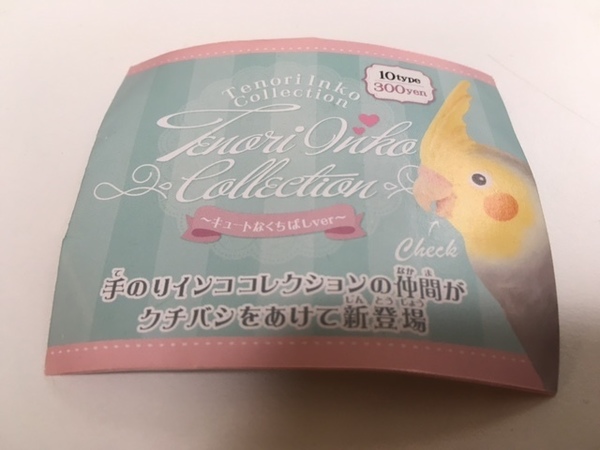 Tenori Inko
Collection
10type
300yen
Tenori Inko
Collection
~キュートなくちばしver~
Check
手のりインココレクションの仲間が
クチバシをあけて新登場